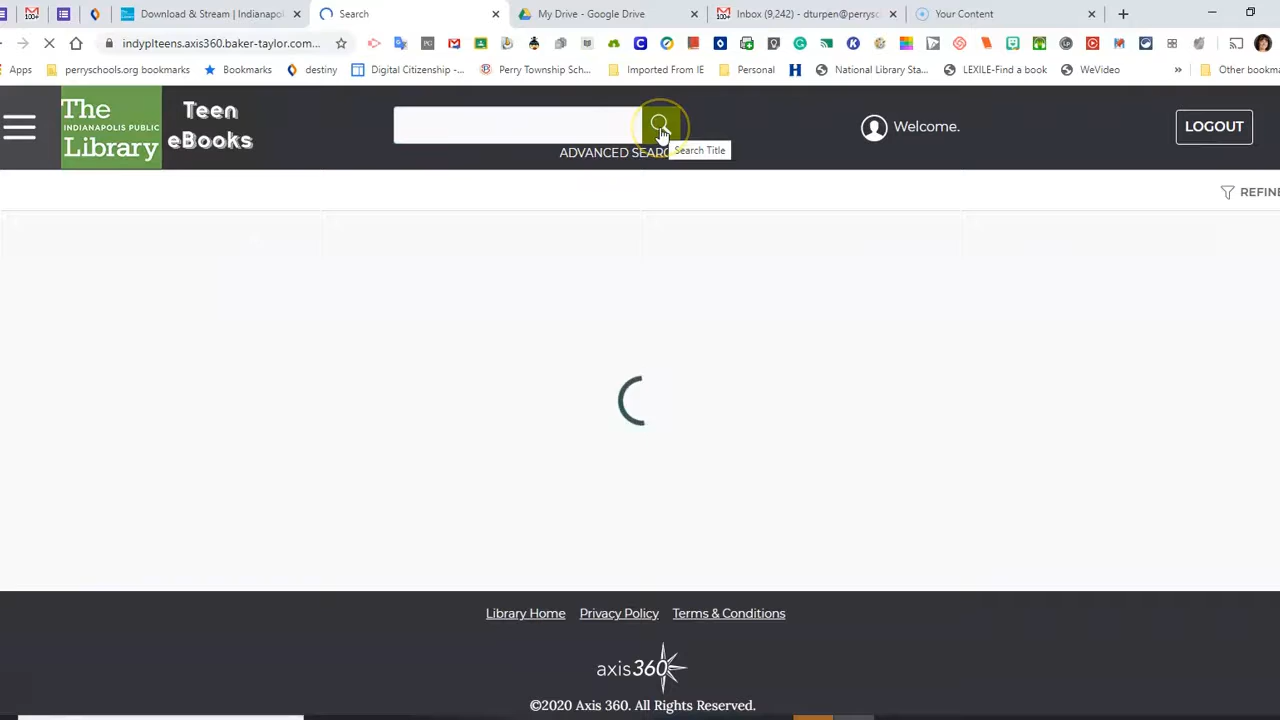 100+
Download & Stream | Indianapol
Search
My Drive - Google Drive
100+
Inbox (9,242) - dturpen@perrysc
Your Content
indyplteens.axis360.baker-taylor.com...
Apps
perryschools.org bookmarks
Bookmarks
destiny
Digital Citizenship -...
Perry Township Sch...
Imported From IE
Personal
National Library Sta...
LEXILE-Find a book
WeVideo
»
Other bookma
The
INDIANAPOLIS PUBLIC
Library
Teen
eBooks
Welcome.
LOGOUT
ADVANCED SEARC
Search Title
REFINE
Library Home
Privacy Policy
Terms & Conditions
axis360
©2020 Axis 360. All Rights Reserved.